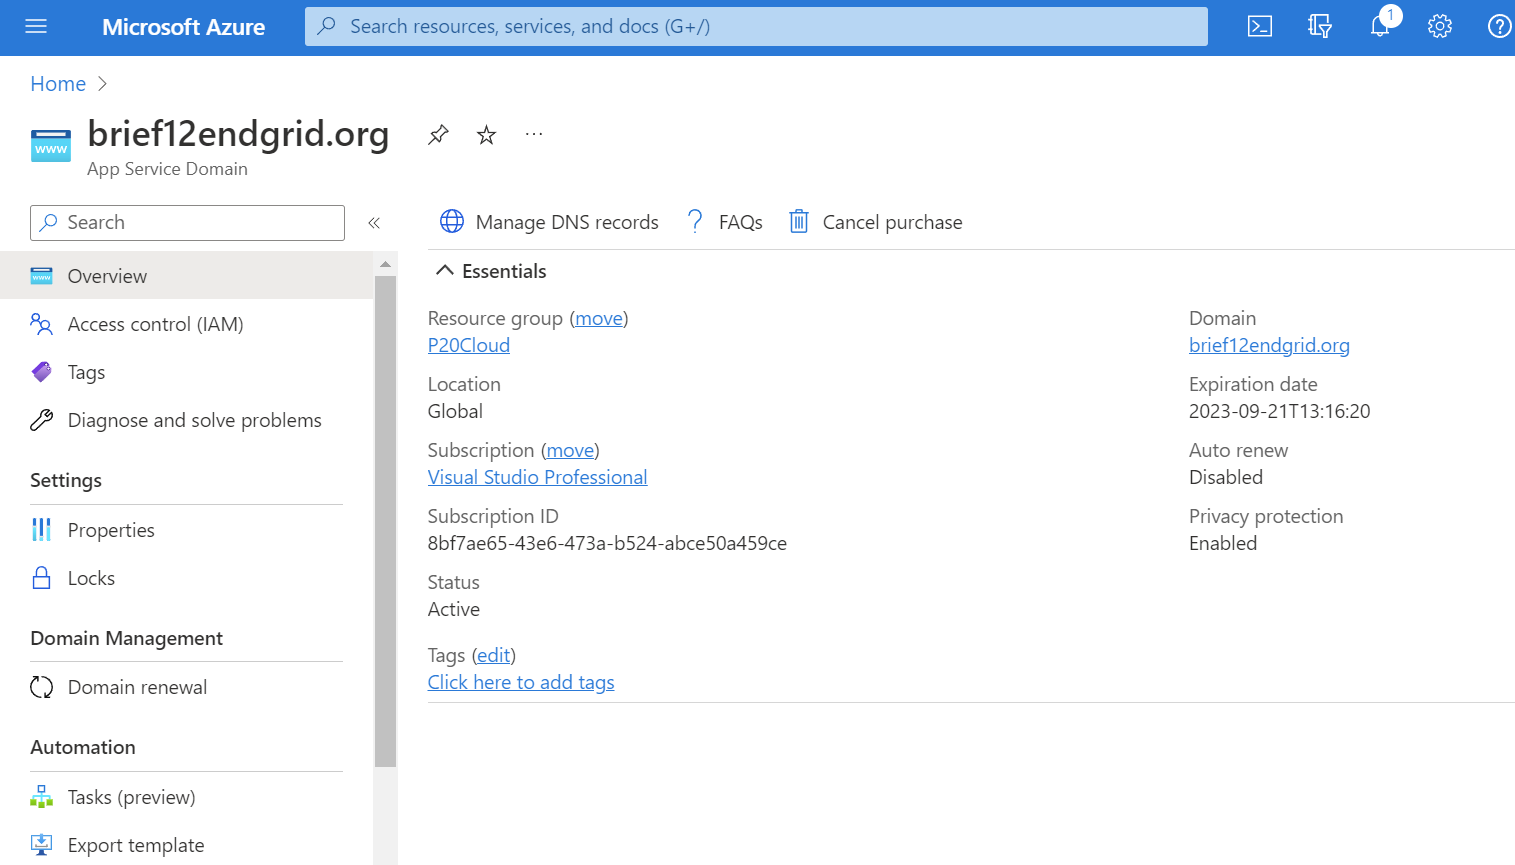 Microsoft Azure
Search resources, services, and docs (G+/)
1
Home
brief12endgrid.org
www
App Service Domain
Search
Manage DNS records
FAQs
Cancel purchase
Overview
Access control (IAM)
Tags
Diagnose and solve problems
Settings
Properties
Locks
Domain Management
Domain renewal
Automation
Tasks (preview)
Export template
Essentials
Resource group (move)
P20Cloud
Location
Global
Subscription (move)
Visual Studio Professional
Subscription ID
8bf7ae65-43e6-473a-b524-abce50a459ce
Status
Active
Tags (edit)
Click here to add tags
Domain
brief12endgrid.org
Expiration date
2023-09-21T13:16:20
Auto renew
Disabled
Privacy protection
Enabled